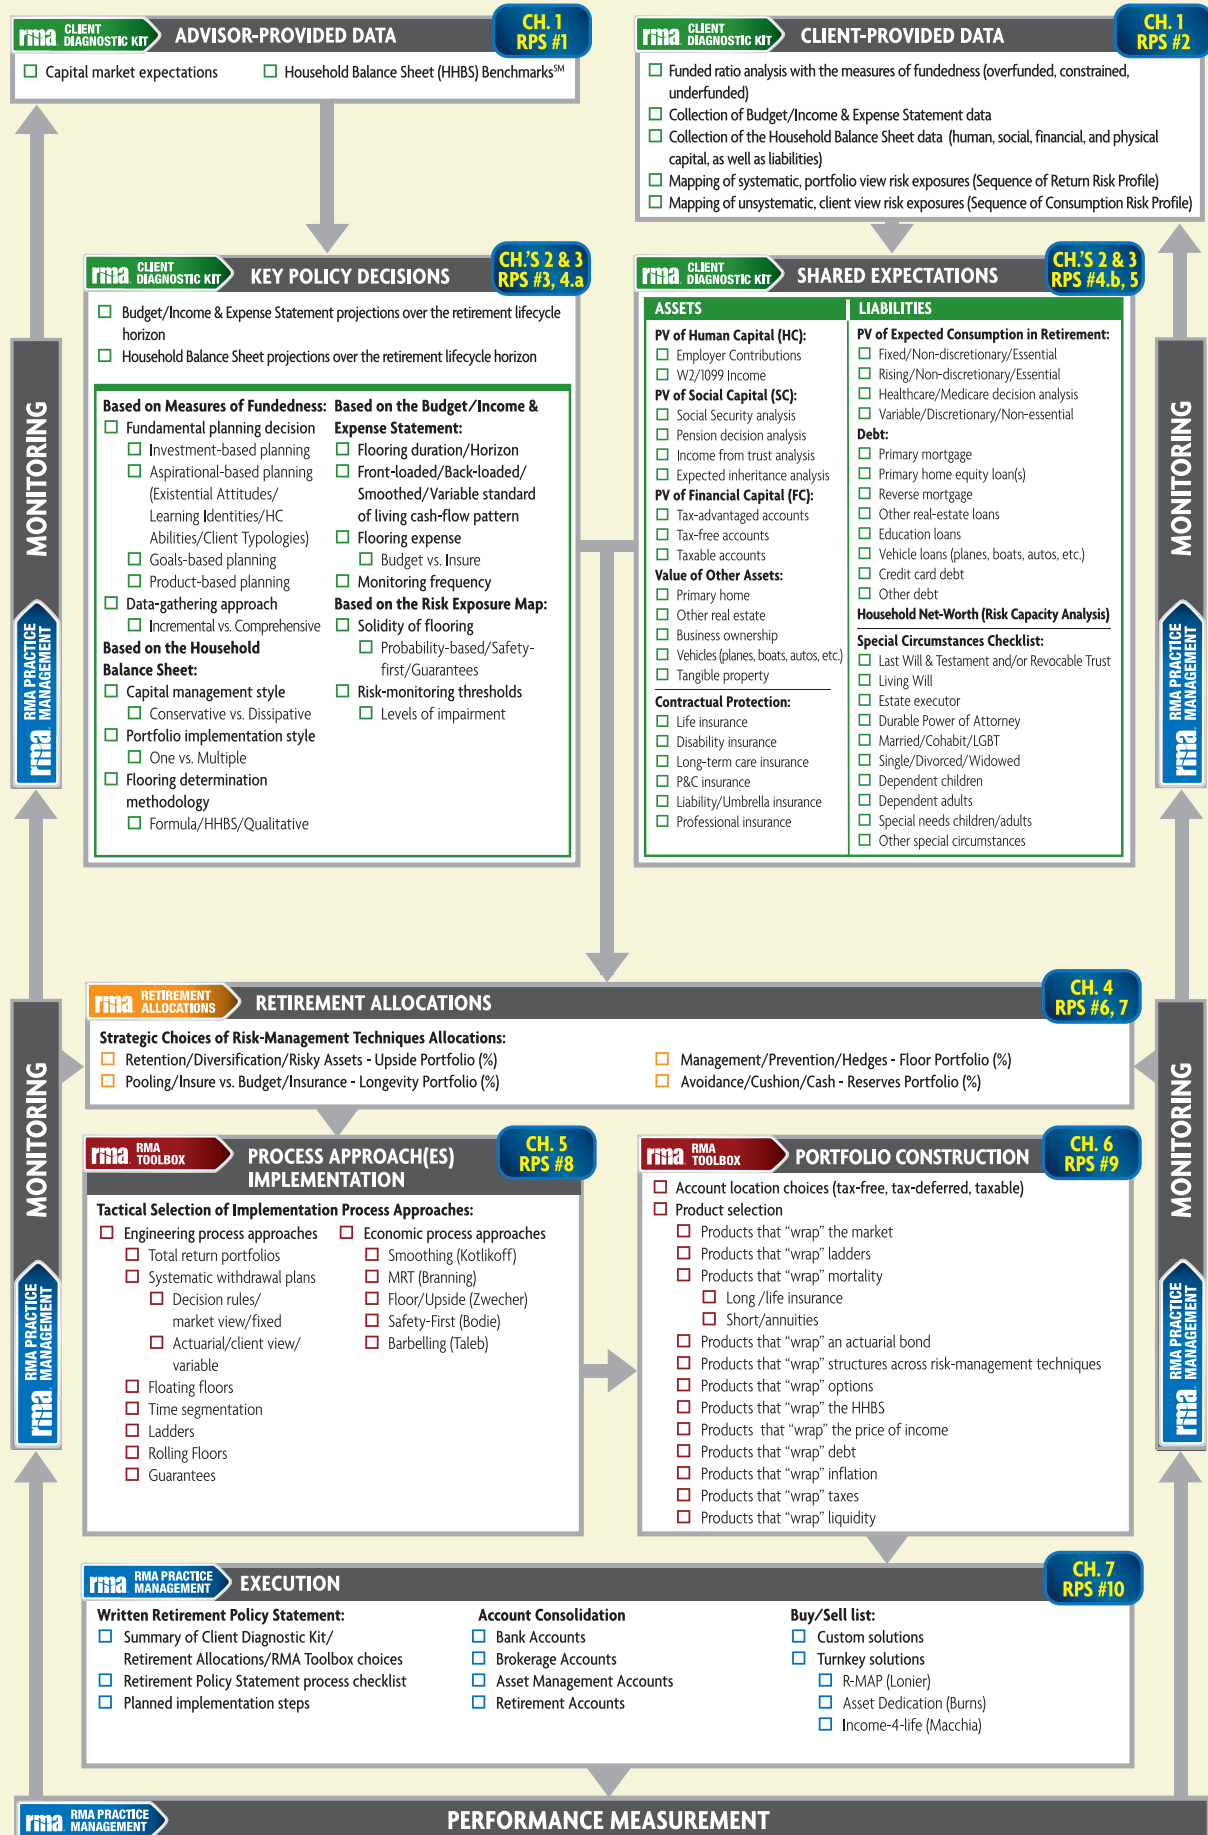 rma CLIENT DIAGNOSTIC KIT
ADVISOR-PROVIDED DATA
CH. 1
RPS #1
Capital market expectations
Household Balance Sheet (HHBS) Benchmarks℠
rma CLIENT DIAGNOSTIC KIT
CLIENT-PROVIDED DATA
CH. 1
RPS #2
Funded ratio analysis with the measures of fundedness (overfunded, constrained,
underfunded)
Collection of Budget/Income & Expense Statement data
Collection of the Household Balance Sheet data (human, social, financial, and physical
capital, as well as liabilities)
Mapping of systematic, portfolio view risk exposures (Sequence of Return Risk Profile)
Mapping of unsystematic, client view risk exposures (Sequence of Consumption Risk Profile)
rma CLIENT DIAGNOSTIC KIT
KEY POLICY DECISIONS
CH.'S 2 & 3
RPS #3, 4.a
Budget/Income & Expense Statement projections over the retirement lifecycle
horizon
Household Balance Sheet projections over the retirement lifecycle horizon
Based on Measures of Fundedness:
Fundamental planning decision
Investment-based planning
Aspirational-based planning
(Existential Attitudes/
Learning Identities/HC
Abilities/Client Typologies)
Goals-based planning
Product-based planning
Data-gathering approach
Incremental vs. Comprehensive
Based on the Household
Balance Sheet:
Capital management style
Conservative vs. Dissipative
Portfolio implementation style
One vs. Multiple
Flooring determination
methodology
Formula/HHBS/Qualitative
Based on the Budget/Income &
Expense Statement:
Flooring duration/Horizon
Front-loaded/Back-loaded/
Smoothed/Variable standard
of living cash-flow pattern
Flooring expense
Budget vs. Insure
Monitoring frequency
Based on the Risk Exposure Map:
Solidity of flooring
Probability-based/Safety-
first/Guarantees
Risk-monitoring thresholds
Levels of impairment
rma CLIENT DIAGNOSTIC KIT
SHARED EXPECTATIONS
CH.'S 2 & 3
RPS #4.b, 5
ASSETS
PV of Human Capital (HC):
Employer Contributions
W2/1099 Income
PV of Social Capital (SC):
Social Security analysis
Pension decision analysis
Income from trust analysis
Expected inheritance analysis
PV of Financial Capital (FC):
Tax-advantaged accounts
Tax-free accounts
Taxable accounts
Value of Other Assets:
Primary home
Other real estate
Business ownership
Vehicles (planes, boats, autos, etc.)
Tangible property
Contractual Protection:
Life insurance
Disability insurance
Long-term care insurance
P&C insurance
Liability/Umbrella insurance
Professional insurance
LIABILITIES
PV of Expected Consumption in Retirement:
Fixed/Non-discretionary/Essential
Rising/Non-discretionary/Essential
Healthcare/Medicare decision analysis
Variable/Discretionary/Non-essential
Debt:
Primary mortgage
Primary home equity loan(s)
Reverse mortgage
Other real-estate loans
Education loans
Vehicle loans (planes, boats, autos, etc.)
Credit card debt
Other debt
Household Net-Worth (Risk Capacity Analysis)
Special Circumstances Checklist:
Last Will & Testament and/or Revocable Trust
Living Will
Estate executor
Durable Power of Attorney
Married/Cohabit/LGBT
Single/Divorced/Widowed
Dependent children
Dependent adults
Special needs children/adults
Other special circumstances
MONITORING
rma RMA PRACTICE MANAGEMENT
MONITORING
rma RMA PRACTICE MANAGEMENT
rma RETIREMENT ALLOCATIONS
RETIREMENT ALLOCATIONS
CH. 4
RPS #6, 7
Strategic Choices of Risk-Management Techniques Allocations:
Retention/Diversification/Risky Assets - Upside Portfolio (%)
Pooling/Insure vs. Budget/Insurance - Longevity Portfolio (%)
Management/Prevention/Hedges - Floor Portfolio (%)
Avoidance/Cushion/Cash - Reserves Portfolio (%)
rma RMA TOOLBOX
PROCESS APPROACH(ES)
IMPLEMENTATION
CH. 5
RPS #8
Tactical Selection of Implementation Process Approaches:
Engineering process approaches
Total return portfolios
Systematic withdrawal plans
Decision rules/
market view/fixed
Actuarial/client view/
variable
Floating floors
Time segmentation
Ladders
Rolling Floors
Guarantees
Economic process approaches
Smoothing (Kotlikoff)
MRT (Branning)
Floor/Upside (Zwecher)
Safety-First (Bodie)
Barbelling (Taleb)
rma RMA TOOLBOX
PORTFOLIO CONSTRUCTION
CH. 6
RPS #9
Account location choices (tax-free, tax-deferred, taxable)
Product selection
Products that “wrap” the market
Products that “wrap” ladders
Products that “wrap” mortality
Long /life insurance
Short/annuities
Products that “wrap” an actuarial bond
Products that “wrap” structures across risk-management techniques
Products that “wrap” options
Products that “wrap” the HHBS
Products that “wrap” the price of income
Products that “wrap” debt
Products that “wrap” inflation
Products that “wrap” taxes
Products that “wrap” liquidity
MONITORING
rma RMA PRACTICE MANAGEMENT
MONITORING
rma RMA PRACTICE MANAGEMENT
rma RMA PRACTICE MANAGEMENT
EXECUTION
CH. 7
RPS #10
Written Retirement Policy Statement:
Summary of Client Diagnostic Kit/
Retirement Allocations/RMA Toolbox choices
Retirement Policy Statement process checklist
Planned implementation steps
Account Consolidation
Bank Accounts
Brokerage Accounts
Asset Management Accounts
Retirement Accounts
Buy/Sell list:
Custom solutions
Turnkey solutions
R-MAP (Lonier)
Asset Dedication (Burns)
Income-4-life (Macchia)
rma RMA PRACTICE MANAGEMENT
PERFORMANCE MEASUREMENT